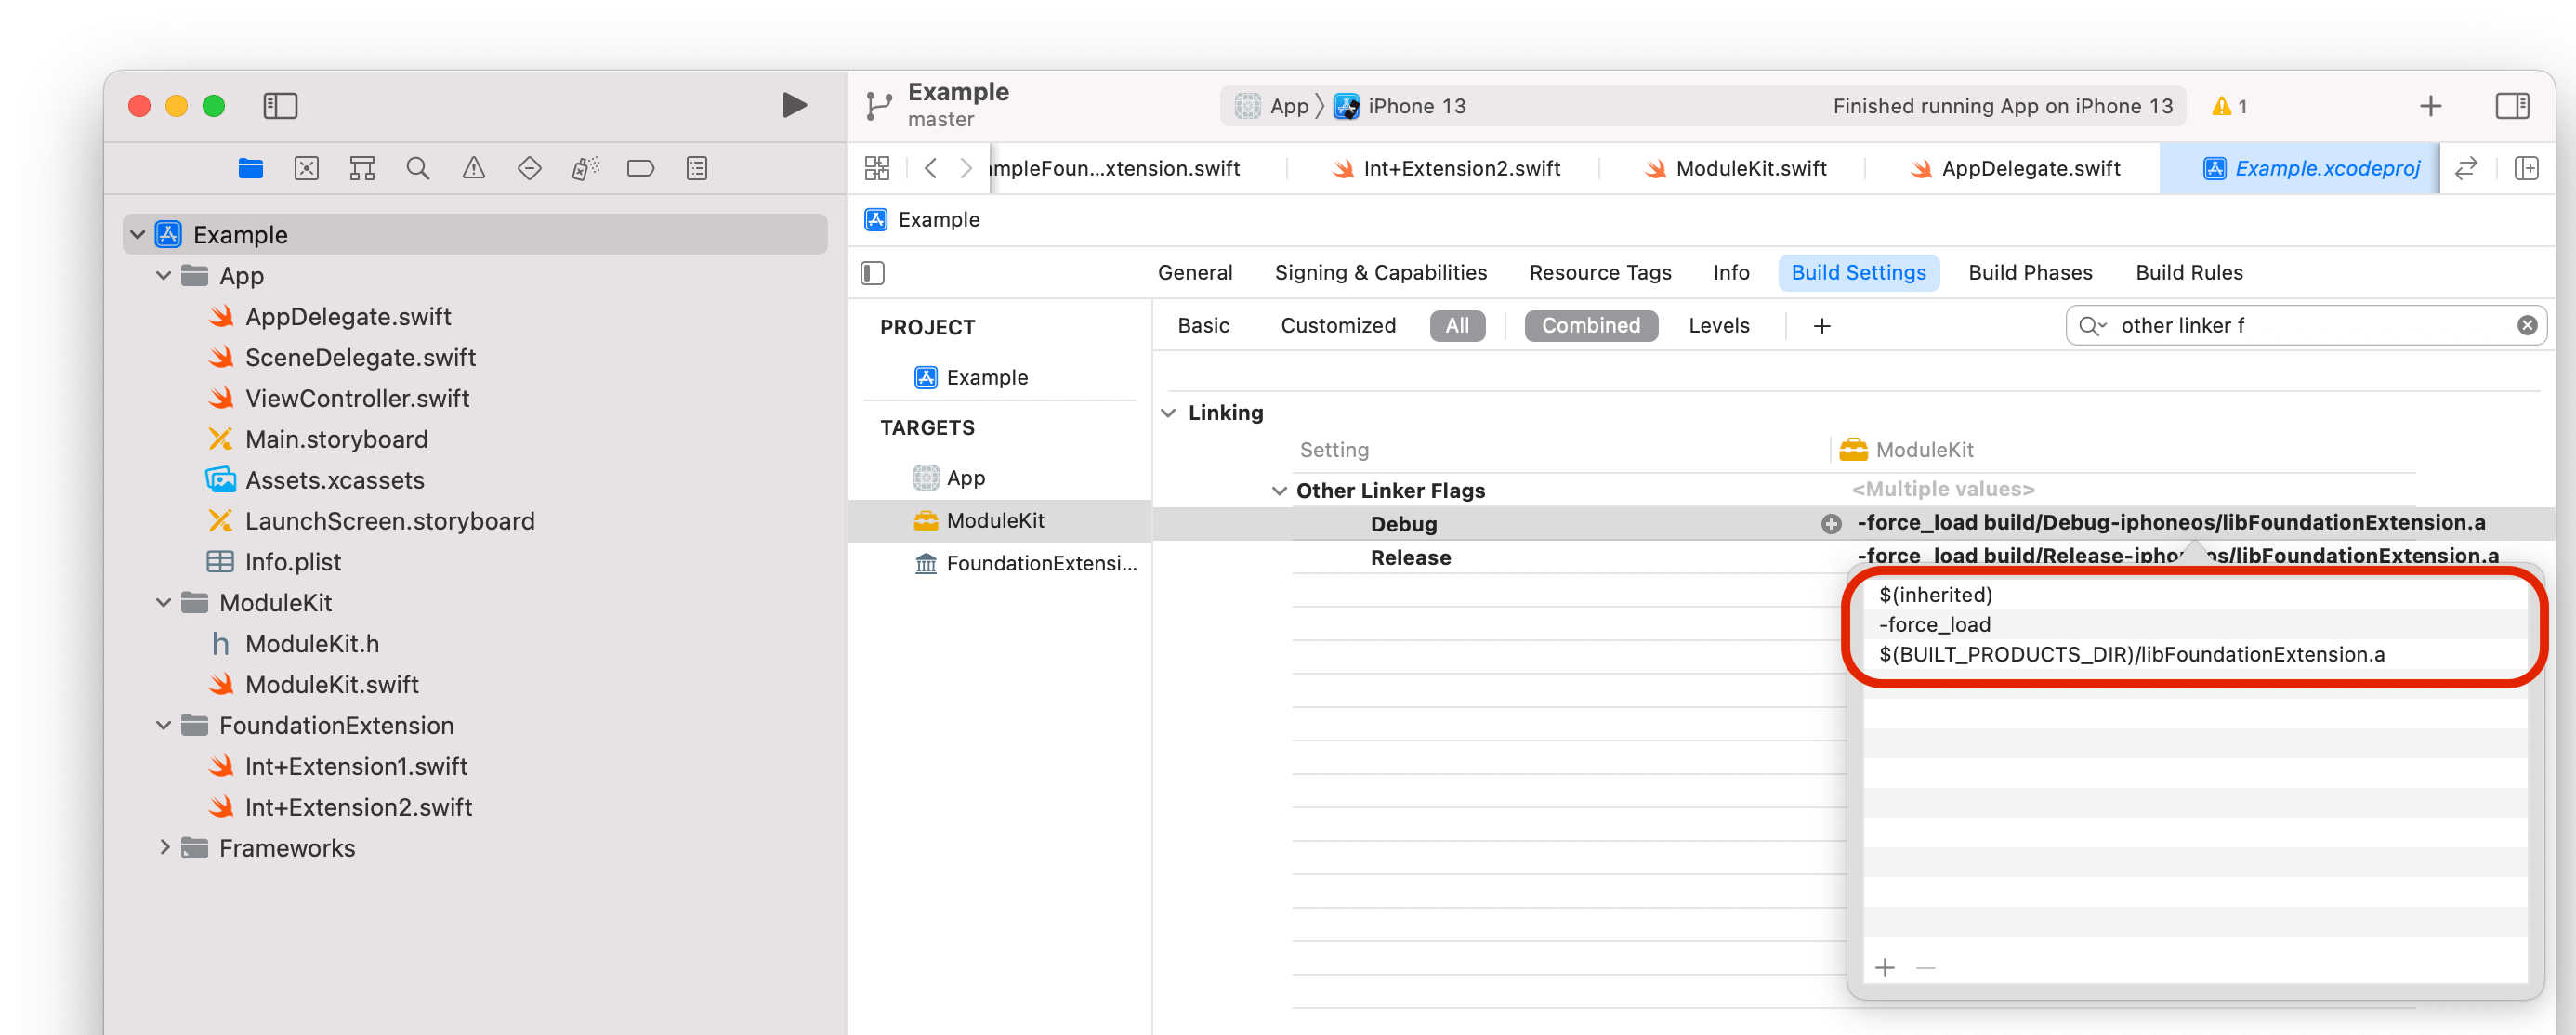 Example
master
App
iPhone 13
Finished running App on iPhone 13
1
mpleFoun...xtension.swift
Int+Extension2.swift
ModuleKit.swift
AppDelegate.swift
Example.xcodeproj
Example
App
AppDelegate.swift
SceneDelegate.swift
ViewController.swift
Main.storyboard
Assets.xcassets
LaunchScreen.storyboard
Info.plist
ModuleKit
ModuleKit.h
ModuleKit.swift
FoundationExtension
Int+Extension1.swift
Int+Extension2.swift
Frameworks
Example
General
Signing & Capabilities
Resource Tags
Info
Build Settings
Build Phases
Build Rules
PROJECT
Example
TARGETS
App
ModuleKit
FoundationExtensi...
Basic
Customized
All
Combined
Levels
other linker f
Linking
Setting
ModuleKit
Other Linker Flags
<Multiple values>
Debug
-force_load build/Debug-iphoneos/libFoundationExtension.a
Release
-force_load build/Release-iphoneos/libFoundationExtension.a
$(inherited)
-force_load
$(BUILT_PRODUCTS_DIR)/libFoundationExtension.a